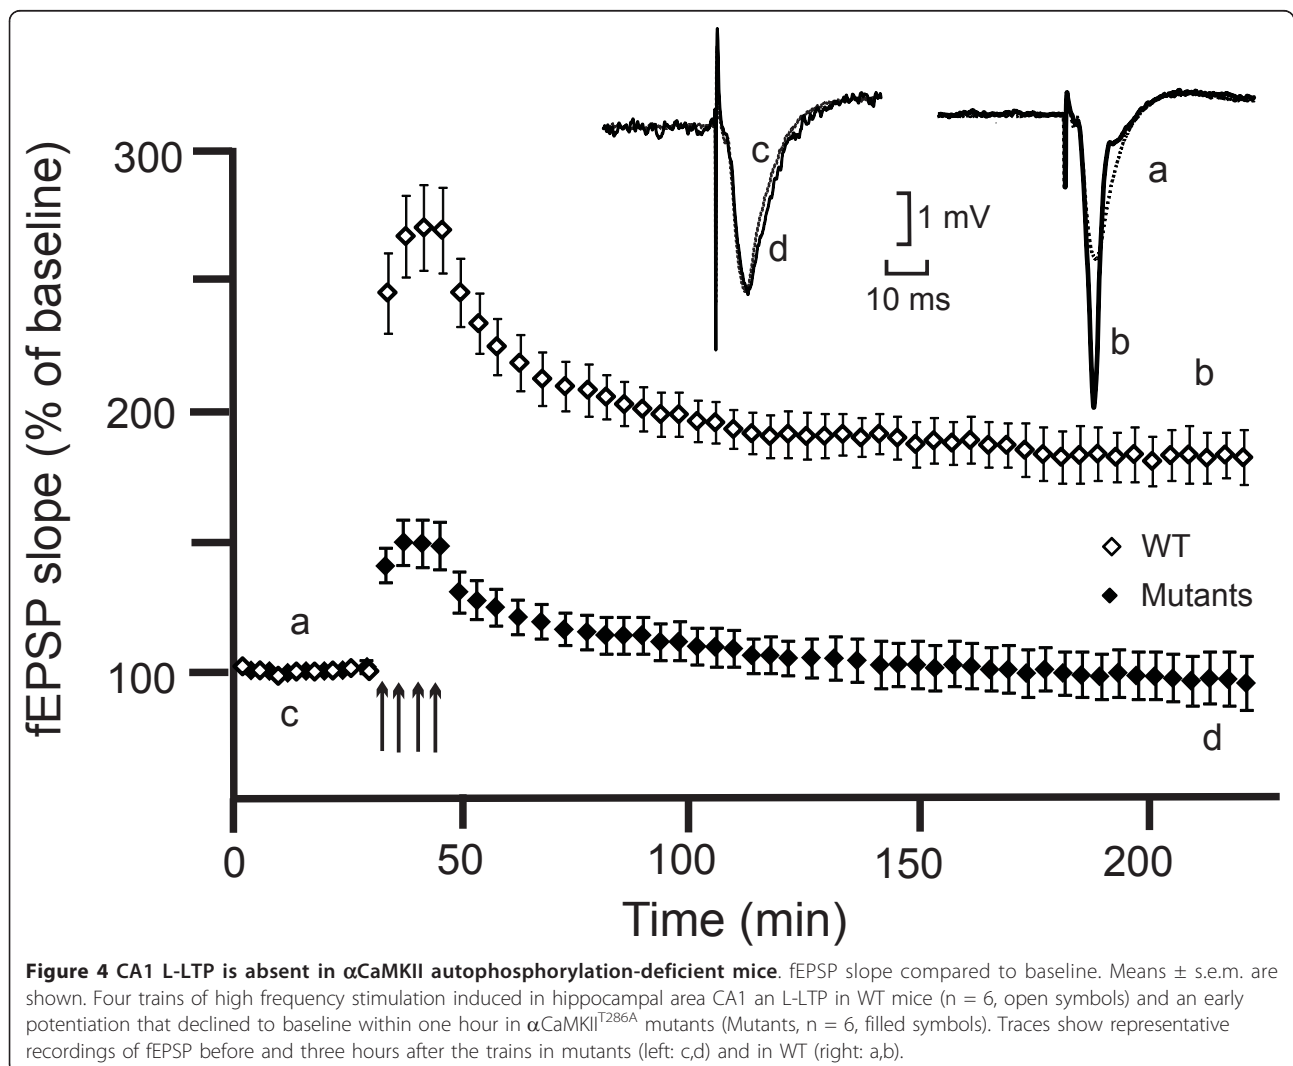 fEPSP slope (% of baseline)
300
200
100
c
d
1 mV
10 ms
a
b
b
WT
Mutants
a
c
d
0
50
100
150
200
Time (min)
Figure 4 CA1 L-LTP is absent in αCaMKII autophosphorylation-deficient mice. fEPSP slope compared to baseline. Means ± s.e.m. are
shown. Four trains of high frequency stimulation induced in hippocampal area CA1 an L-LTP in WT mice (n = 6, open symbols) and an early
potentiation that declined to baseline within one hour in αCaMKIIT286A mutants (Mutants, n = 6, filled symbols). Traces show representative
recordings of fEPSP before and three hours after the trains in mutants (left: c,d) and in WT (right: a,b).